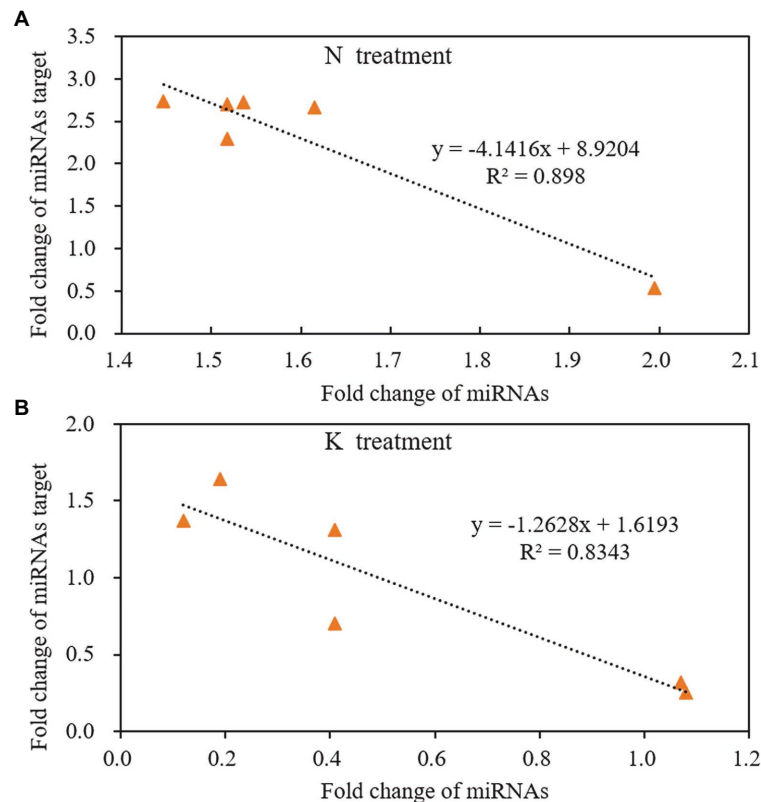 A
N treatment
3.5
3.0
2.5
2.0
1.5
1.0
0.5
0.0
Fold change of miRNAs target
y = -4.1416x + 8.9204
R² = 0.898
1.4 1.5 1.6 1.7 1.8 1.9 2.0 2.1
Fold change of miRNAs
B
K treatment
2.0
1.5
1.0
0.5
0.0
Fold change of miRNAs target
y = -1.2628x + 1.6193
R² = 0.8343
0.0 0.2 0.4 0.6 0.8 1.0 1.2
Fold change of miRNAs